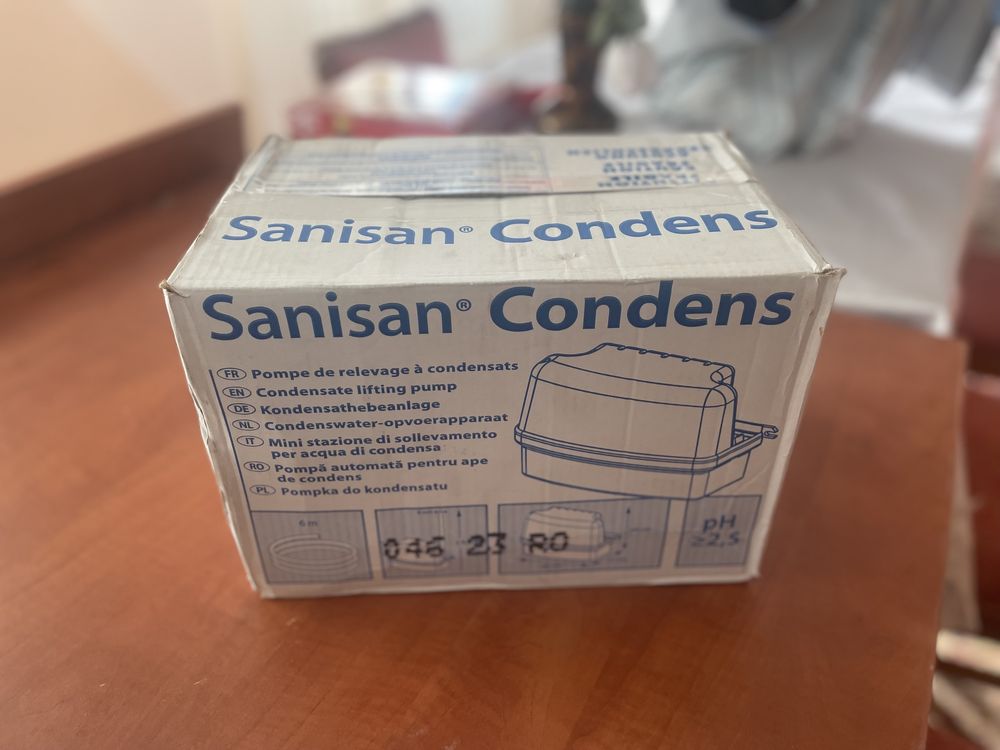 Sanisan® Condens
Sanisan® Condens
FR Pompe de relevage à condensats
EN Condensate lifting pump
DE Kondensathebeanlage
NL Condenswater-opvoerapparaat
IT Mini stazione di sollevamento
per acqua di condensa
RO Pompă automată pentru ape
de condens
PL Pompka do kondensatu
6 m
pH
≥2,5
046 23 RO